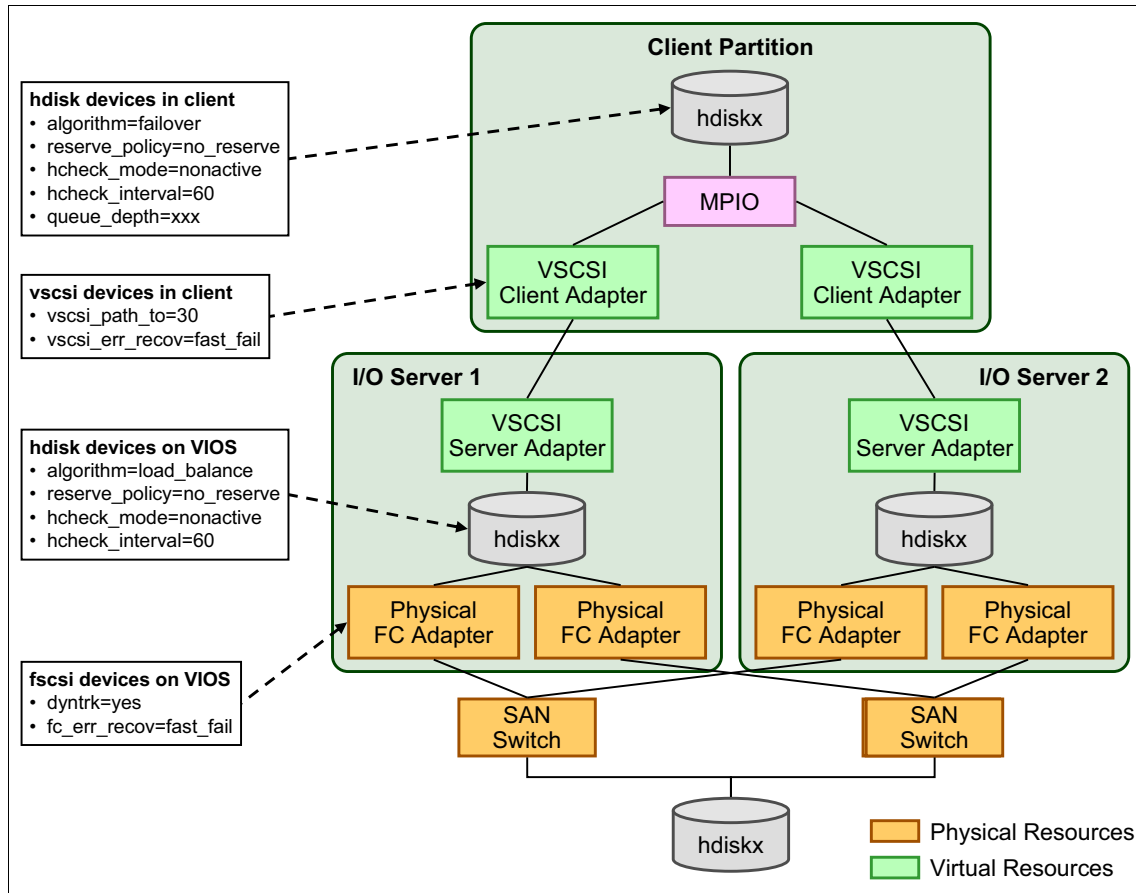 Client Partition
hdisk devices in client
• algorithm=failover
• reserve_policy=no_reserve
• hcheck_mode=nonactive
• hcheck_interval=60
• queue_depth=xxx
hdiskx
MPIO
vscsi devices in client
• vscsi_path_to=30
• vscsi_err_recov=fast_fail
VSCSI
Client Adapter
VSCSI
Client Adapter
I/O Server 1
I/O Server 2
VSCSI
Server Adapter
VSCSI
Server Adapter
hdisk devices on VIOS
• algorithm=load_balance
• reserve_policy=no_reserve
• hcheck_mode=nonactive
• hcheck_interval=60
hdiskx
hdiskx
Physical
FC Adapter
Physical
FC Adapter
Physical
FC Adapter
Physical
FC Adapter
fscsi devices on VIOS
• dyntrk=yes
• fc_err_recov=fast_fail
SAN
Switch
SAN
Switch
hdiskx
Physical Resources
Virtual Resources